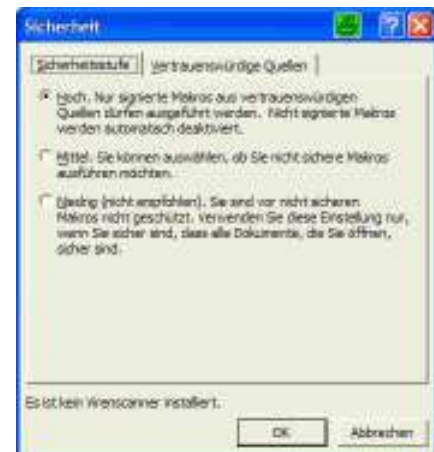 Sicherheit
Sicherheitsstufe Vertrauenswürdige Quellen
Hoch. Nur signierte Makros aus vertrauenswürdigen
Quellen dürfen ausgeführt werden. Nicht signierte Makros
werden automatisch deaktiviert.
Mittel. Sie können auswählen, ob Sie nicht sichere Makros
ausführen möchten.
Niedrig (nicht empfohlen). Sie sind vor nicht sicheren
Makros nicht geschützt. Verwenden Sie diese Einstellung nur,
wenn Sie sicher sind, dass alle Dokumente, die Sie öffnen,
sicher sind.
Es ist kein Virenscanner installiert.
OK Abbrechen